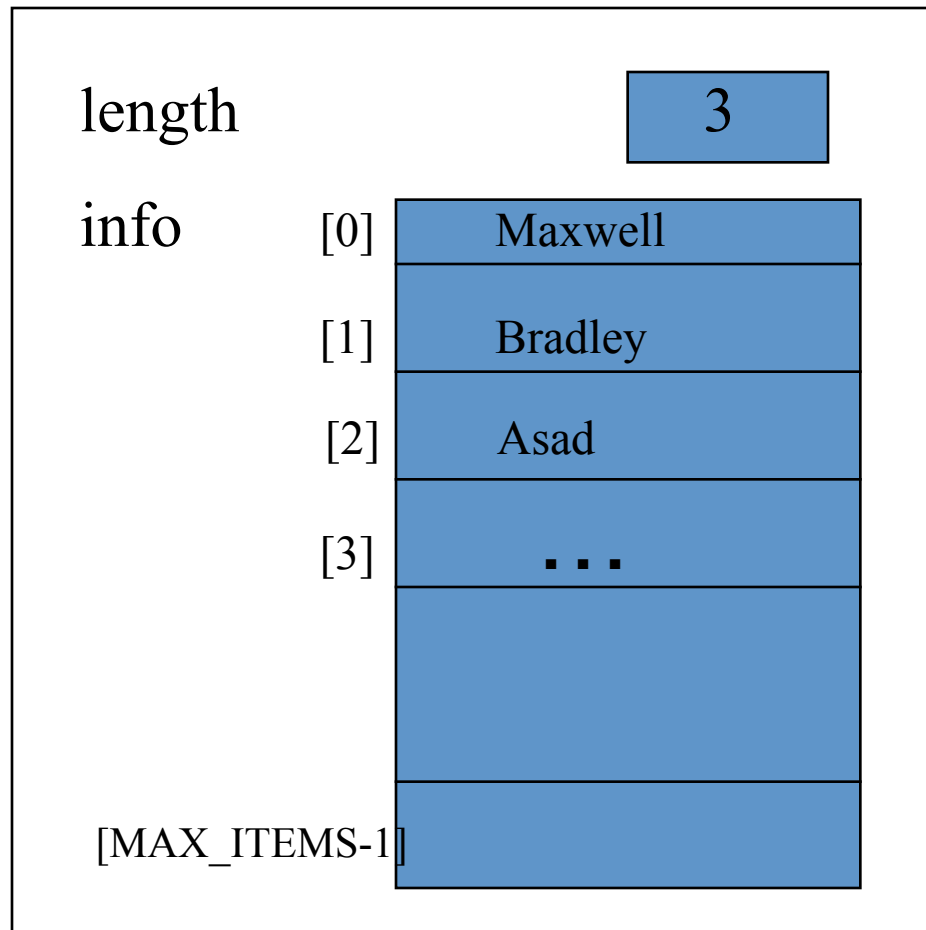 length 3
info [0] Maxwell
[1] Bradley
[2] Asad
[3] ...
[MAX_ITEMS-1]